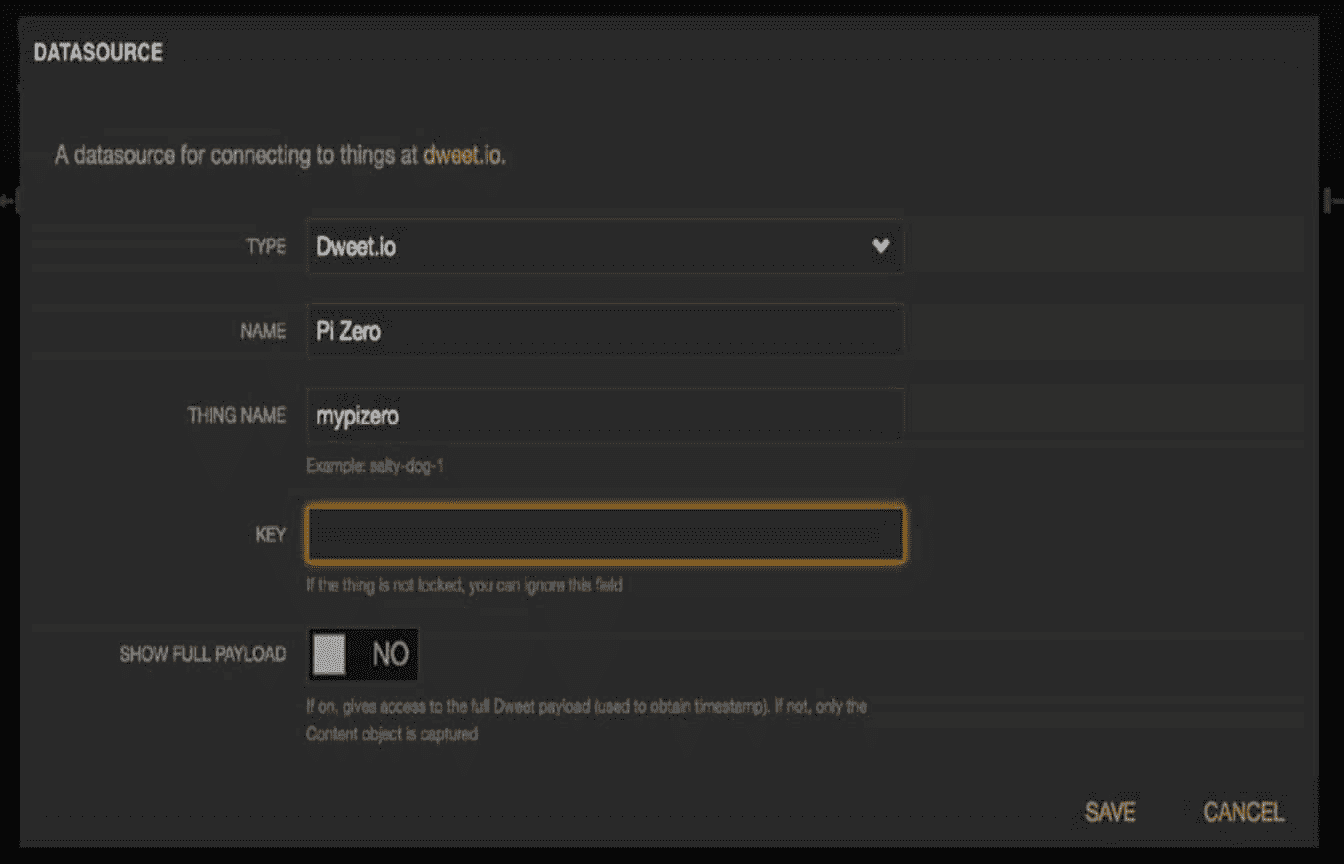 DATASOURCE
A datasource for connecting to things at dweet.io.
TYPE Dweet.io
NAME Pi Zero
THING NAME mypizero
Example: salty-dog-1
KEY
If the thing is not locked, you can ignore this field
SHOW FULL PAYLOAD NO
If on, gives access to the full Dweet payload (used to obtain timestamp). If not, only the
Content object is captured
SAVE CANCEL